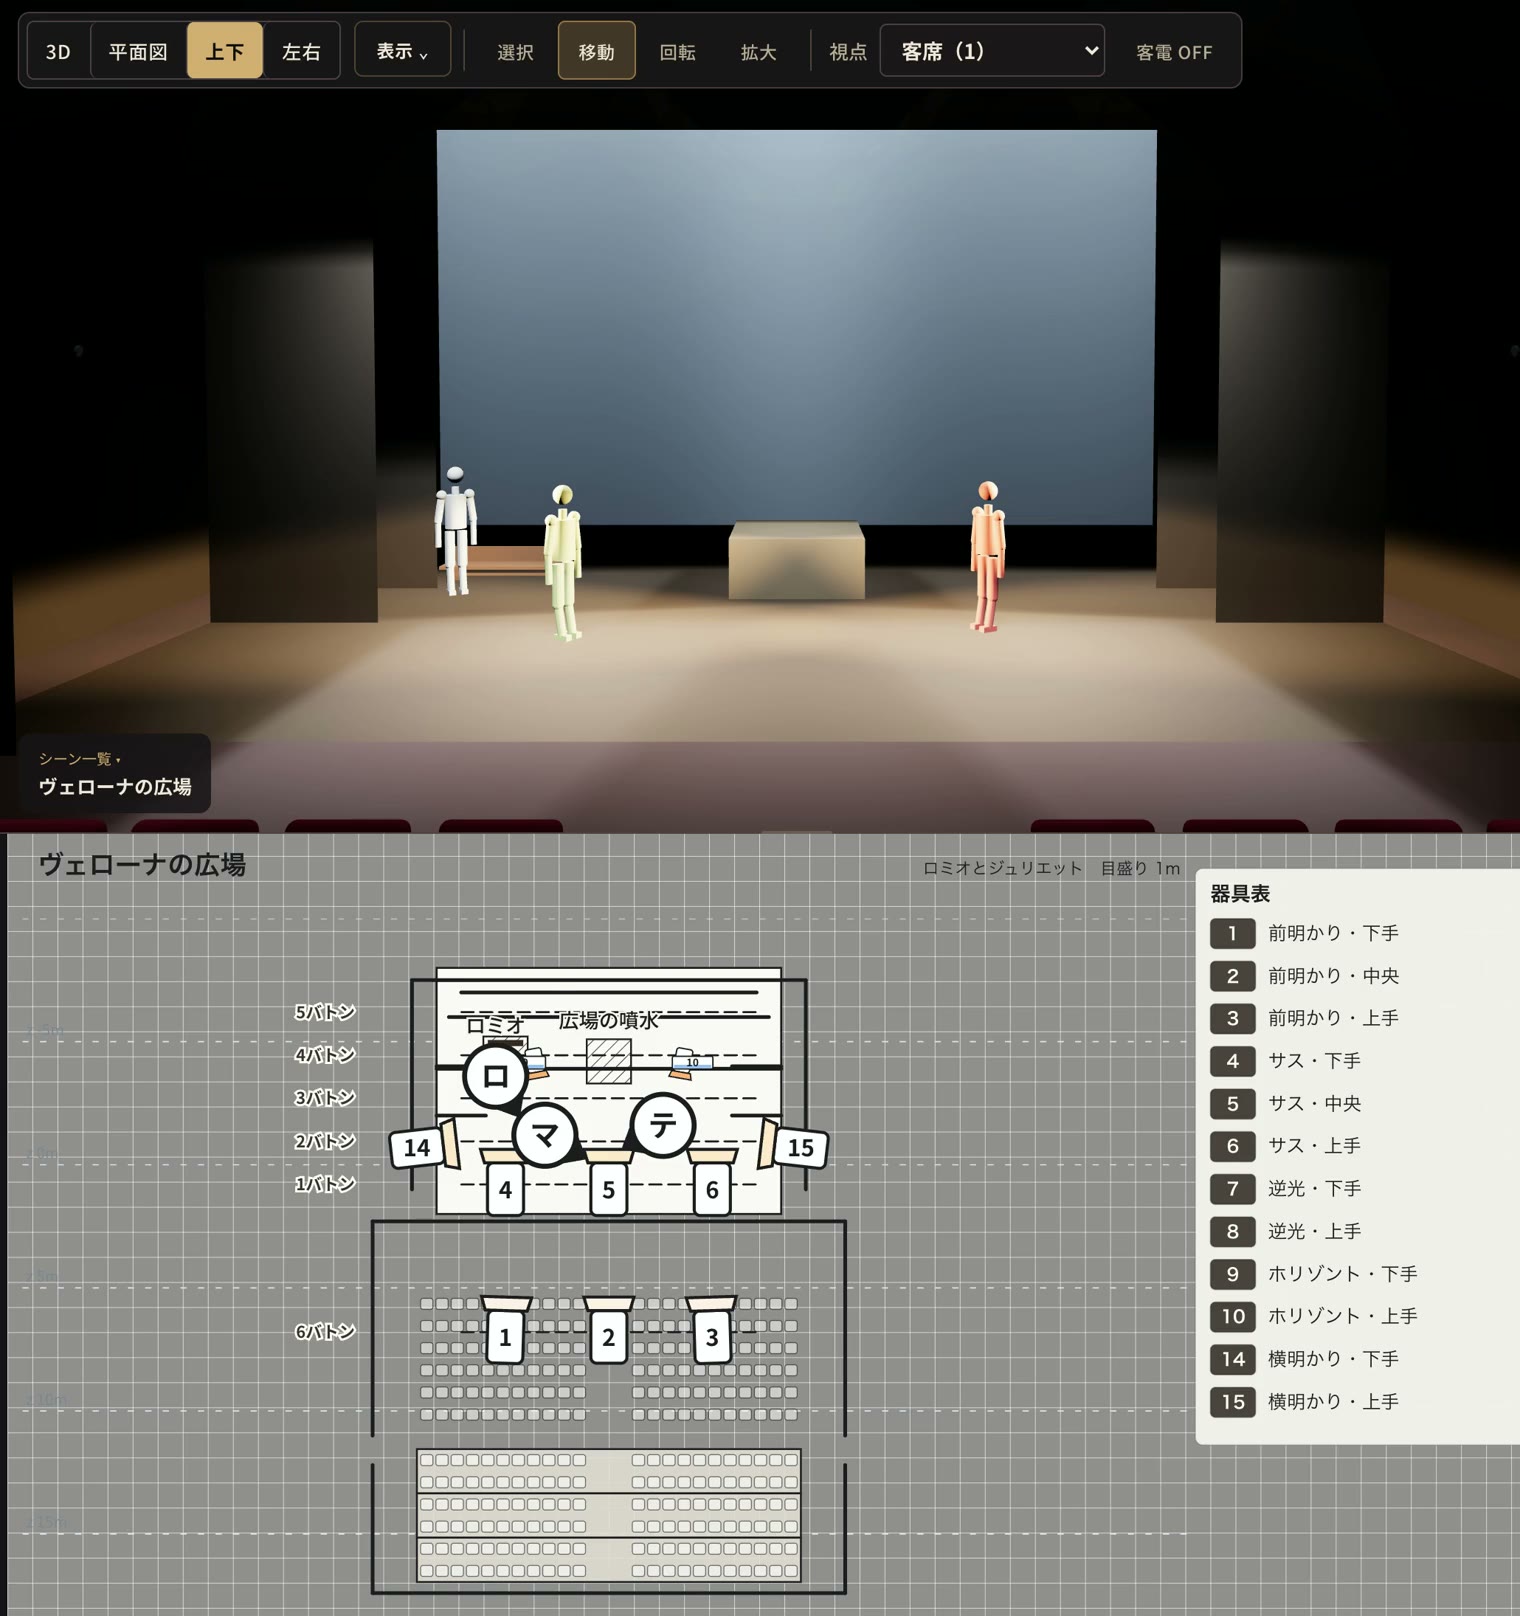 3D 平面図 上下 左右 表示 選択 移動 回転 拡大 視点 客席（1） 客電 OFF
シーン一覧
ヴェローナの広場
ヴェローナの広場
ロミオとジュリエット 目盛り 1m
5バトン
4バトン
3バトン
2バトン
1バトン
6バトン
ロミオ 広場の噴水
10
ロ
マ
テ
14
15
4
5
6
1
2
3
z 10m
z 15m
器具表
1 前明かり・下手
2 前明かり・中央
3 前明かり・上手
4 サス・下手
5 サス・中央
6 サス・上手
7 逆光・下手
8 逆光・上手
9 ホリゾント・下手
10 ホリゾント・上手
14 横明かり・下手
15 横明かり・上手